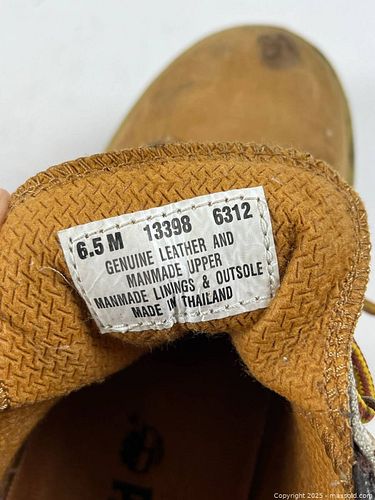 6.5 M 13398 6312
GENUINE LEATHER AND
MANMADE UPPER
MANMADE LININGS & OUTSOLE
MADE IN THAILAND
Copyright 2025 - maxsold.com